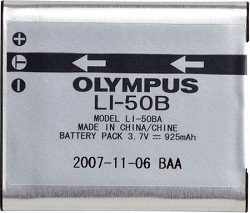 OLYMPUS
LI-50B
MODEL LI-50BA
MADE IN CHINA/CHINE
BATTERY PACK 3.7V⎓925mAh
2007-11-06 BAA